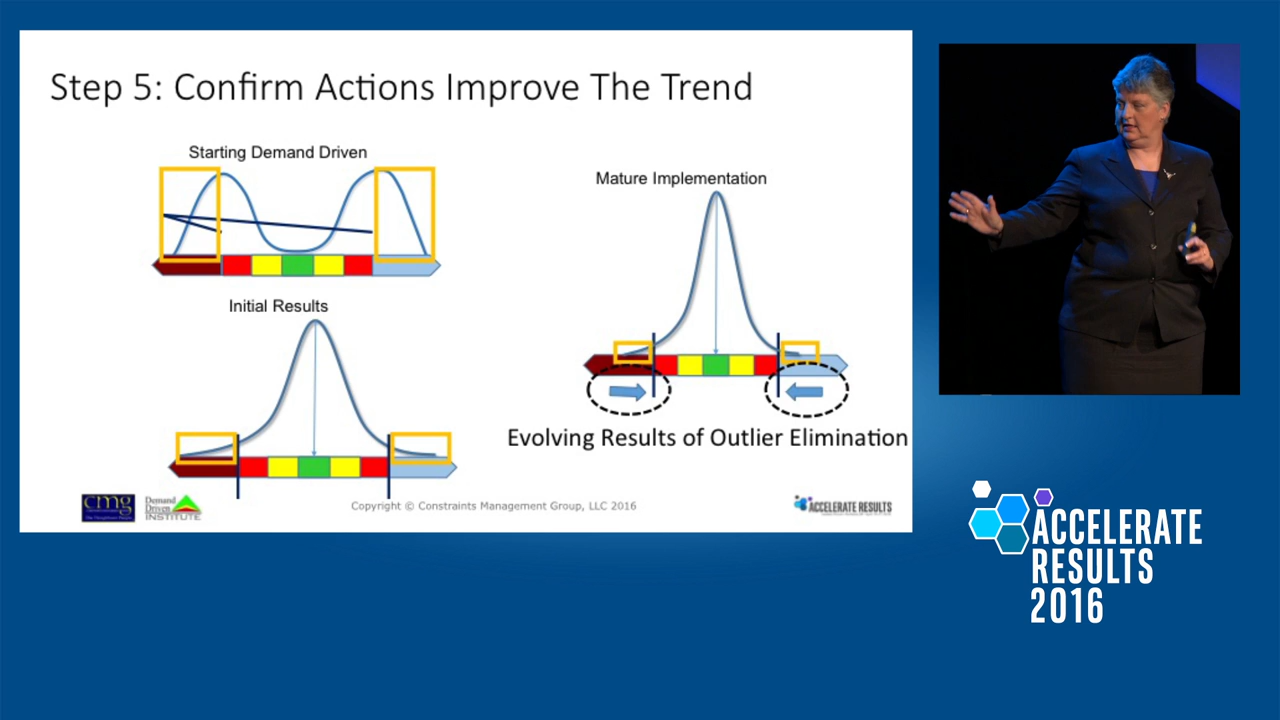 Step 5: Confirm Actions Improve The Trend
Starting Demand Driven
Mature Implementation
Initial Results
Evolving Results of Outlier Elimination
cmg
Demand
Driven
INSTITUTE
Copyright © Constraints Management Group, LLC 2016
ACCELERATE RESULTS
ACCELERATE
RESULTS
2016